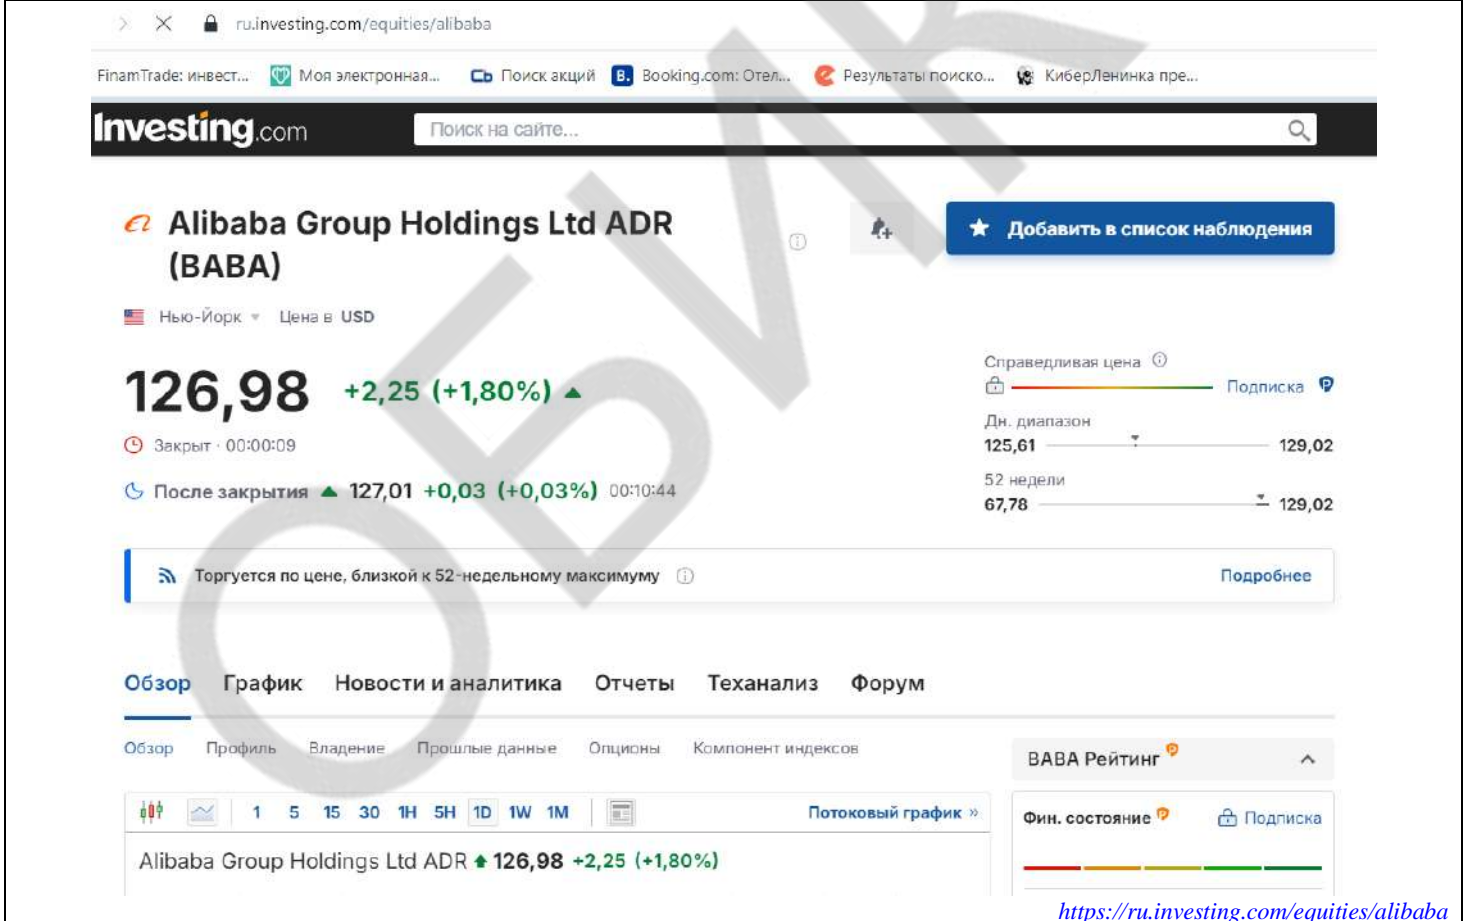 ru.investing.com/equities/alibaba
FinamTrade: инвест... Моя электронная... Cb Поиск акций B. Booking.com: Отел... Результаты поиско... КиберЛенинка пре...
Investing.com Поиск на сайте...
Alibaba Group Holdings Ltd ADR
(BABA)
Добавить в список наблюдения
Нью-Йорк Цена в USD
126,98 +2,25 (+1,80%)
Закрыт · 00:00:09
После закрытия 127,01 +0,03 (+0,03%) 00:10:44
Справедливая цена
Подписка
Дн. диапазон
125,61 129,02
52 недели
67,78 129,02
Торгуется по цене, близкой к 52-недельному максимуму Подробнее
Обзор График Новости и аналитика Отчеты Теханализ Форум
Обзор Профиль Владение Прошлые данные Опционы Компонент индексов
BABA Рейтинг
1 5 15 30 1H 5H 1D 1W 1M Потоковый график »
Фин. состояние Подписка
Alibaba Group Holdings Ltd ADR 126,98 +2,25 (+1,80%)
https://ru.investing.com/equities/alibaba
ОБИК